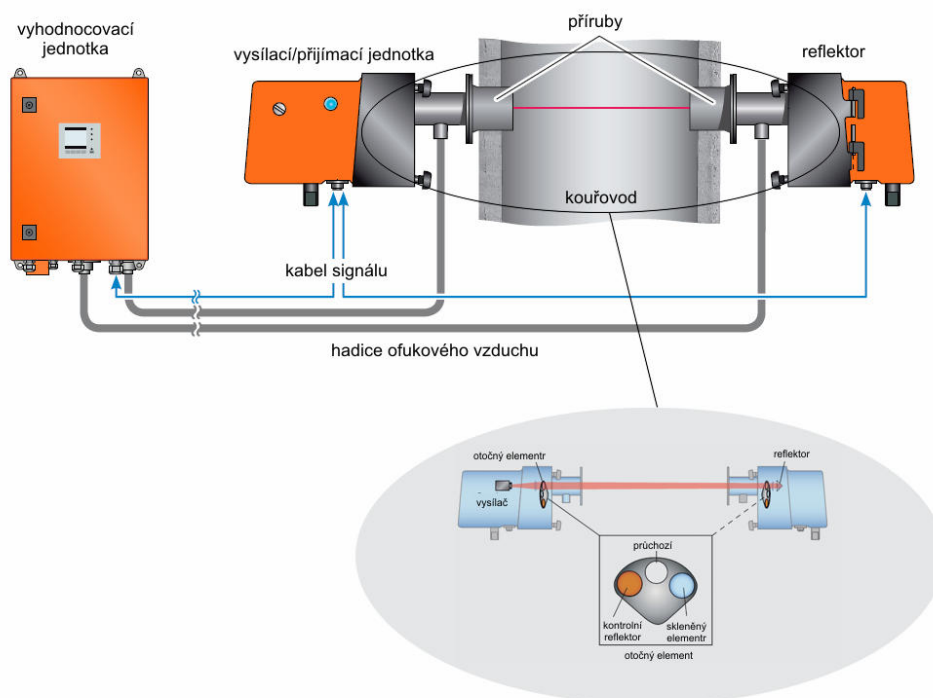 vyhodnocovací
jednotka
vysílací/přijímací jednotka
příruby
reflektor
kouřovod
kabel signálu
hadice ofukového vzduchu
otočný elementr
reflektor
vysílač
průchozí
kontrolní
reflektor
skleněný
elementr
otočný element